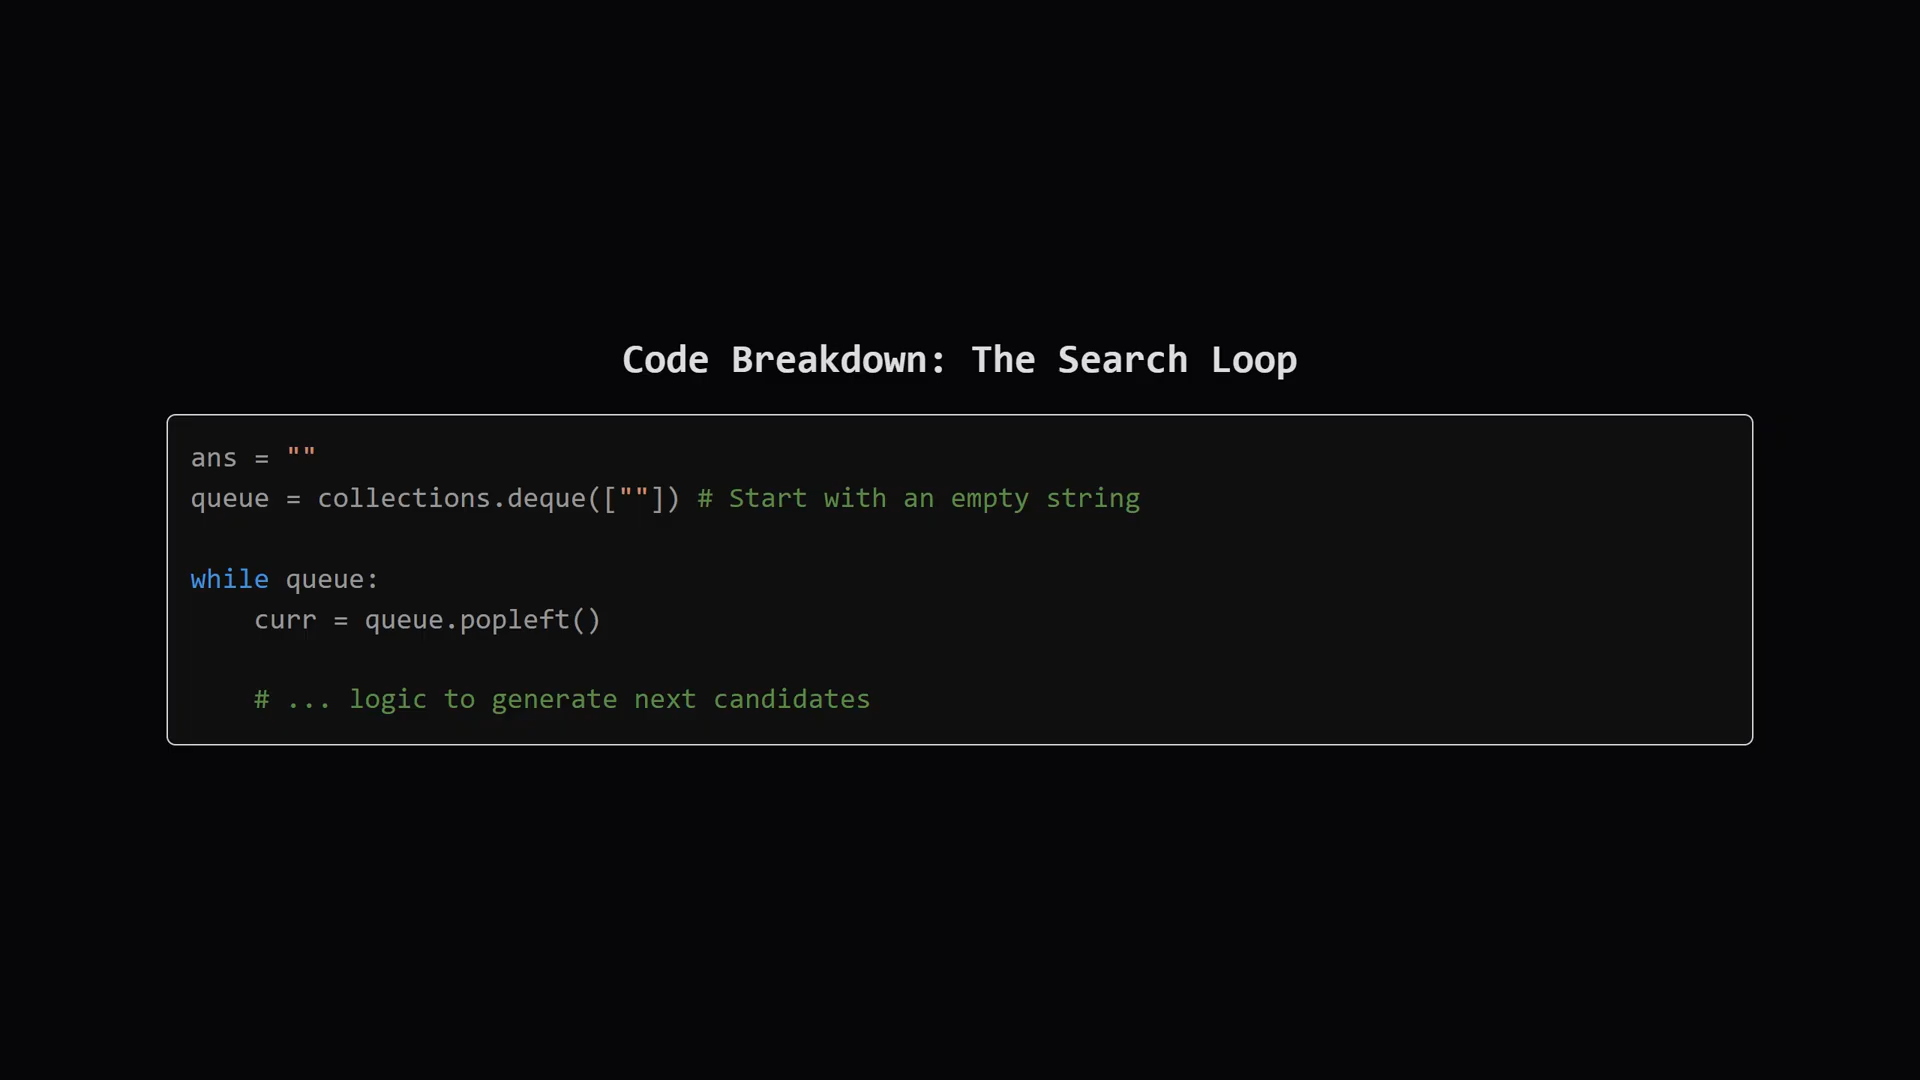 Code Breakdown: The Search Loop
ans = ""
queue = collections.deque([""]) # Start with an empty string
while queue:
    curr = queue.popleft()
    # ... logic to generate next candidates